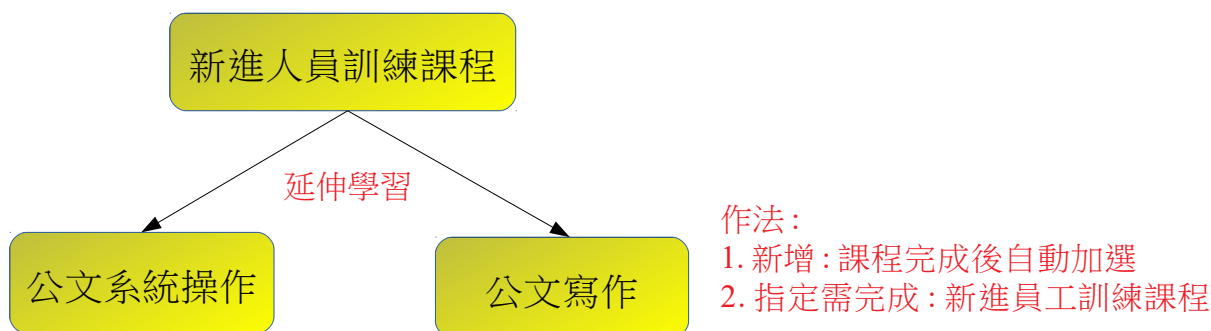 新進人員訓練課程
延伸學習
公文系統操作
公文寫作
作法:
1. 新增:課程完成後自動加選
2. 指定需完成:新進員工訓練課程